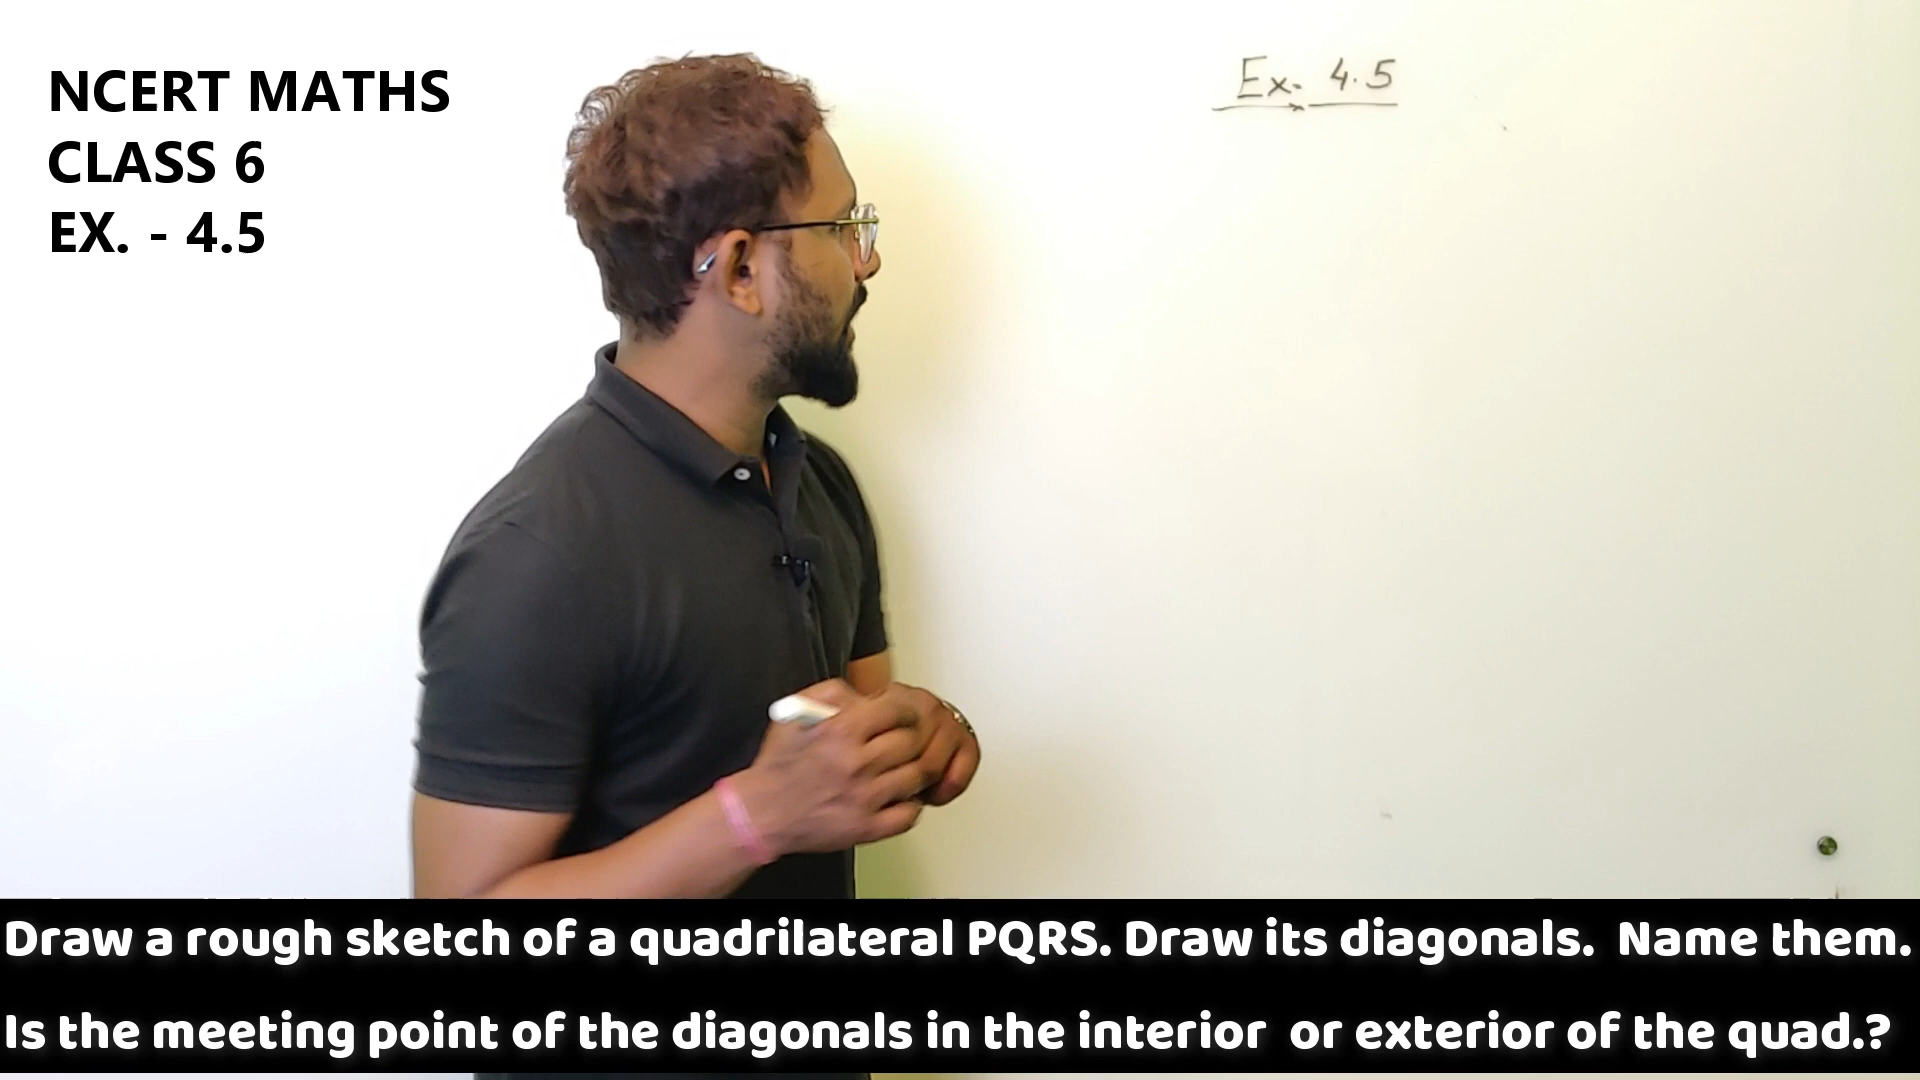 NCERT MATHS
CLASS 6
EX. - 4.5
Ex- 4.5
Draw a rough sketch of a quadrilateral PQRS. Draw its diagonals. Name them.
Is the meeting point of the diagonals in the interior or exterior of the quad.?